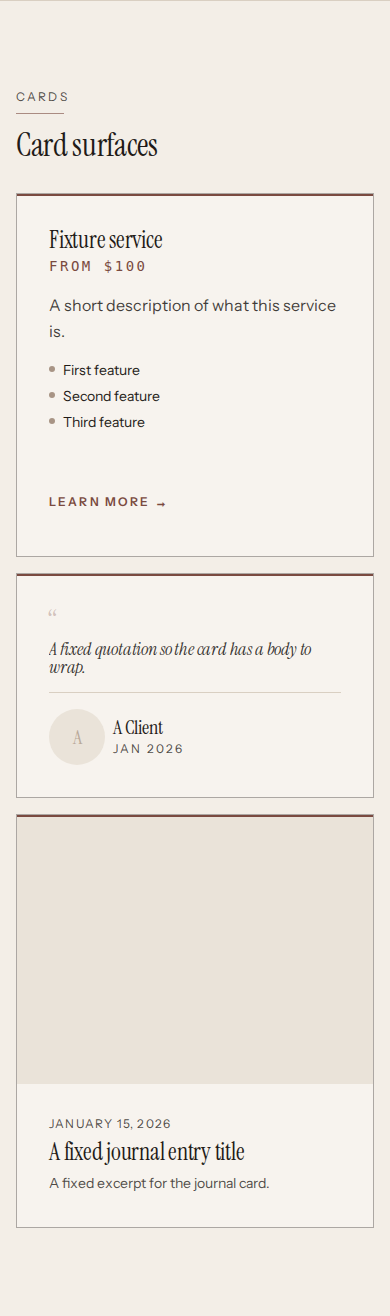 CARDS
Card surfaces
Fixture service
FROM $100
A short description of what this service
is.
First feature
Second feature
Third feature
LEARN MORE →
“
A fixed quotation so the card has a body to
wrap.
A
A Client
JAN 2026
JANUARY 15, 2026
A fixed journal entry title
A fixed excerpt for the journal card.